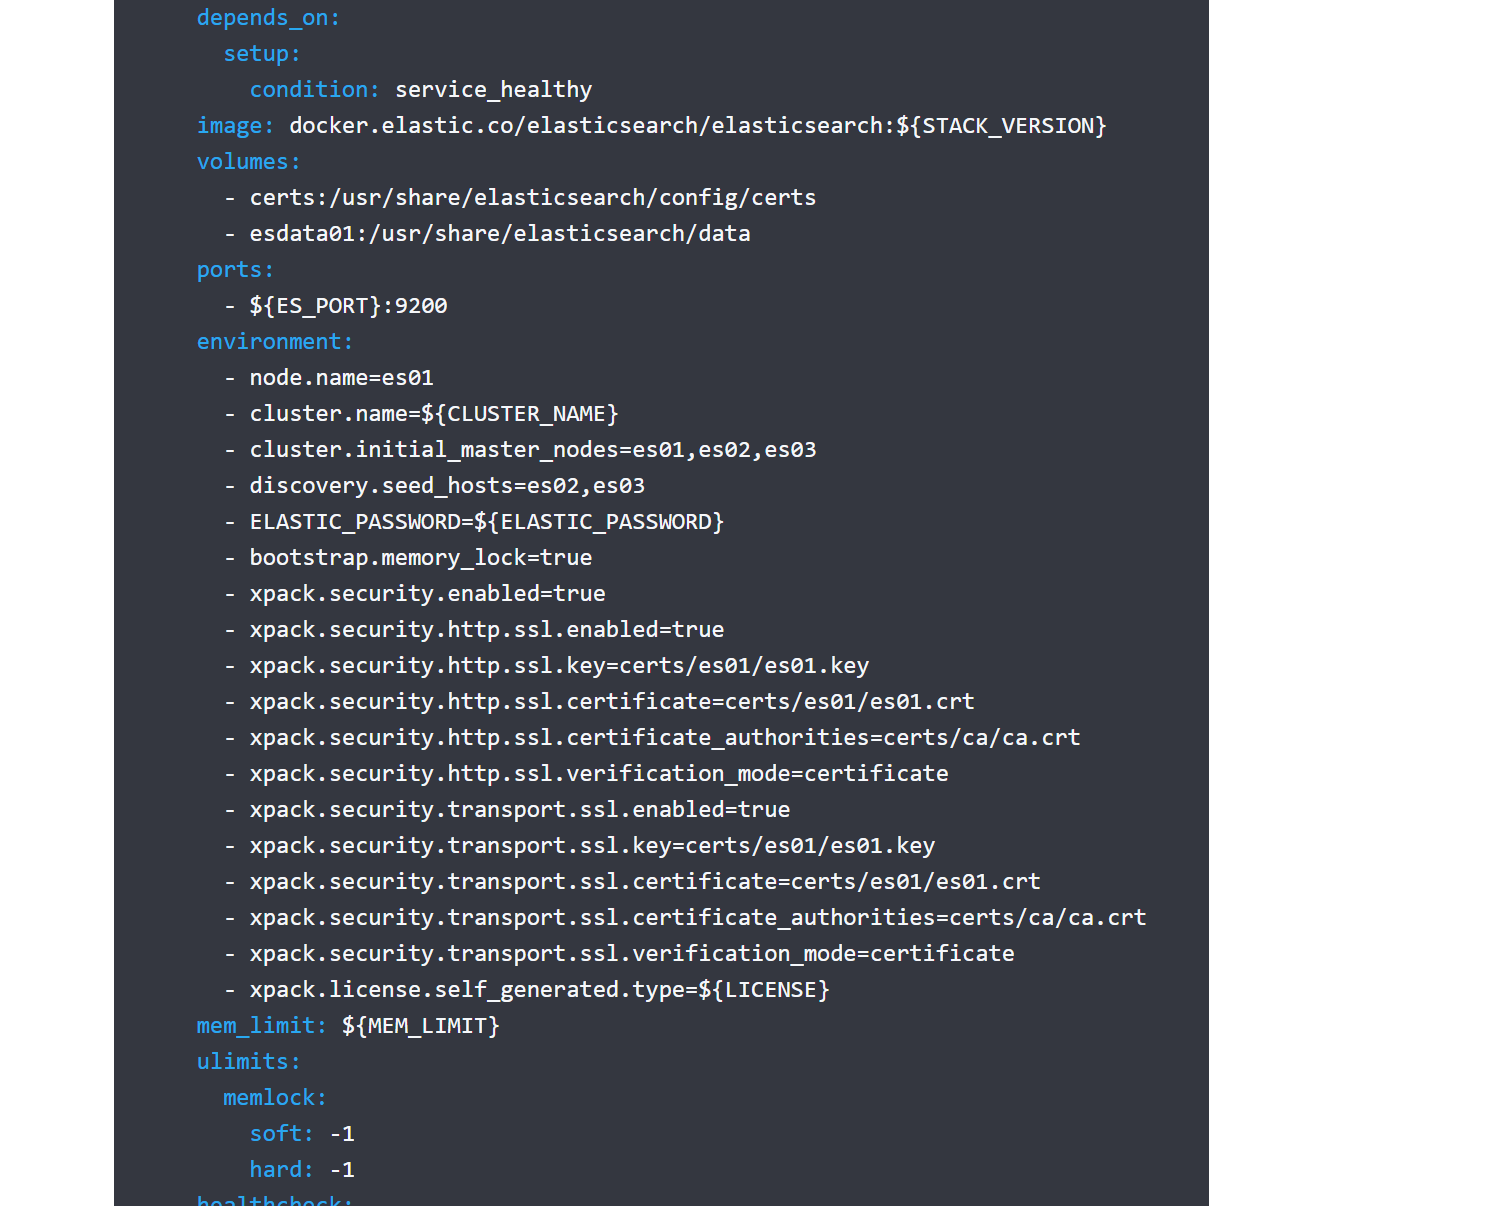 depends_on:
setup:
condition: service_healthy
image: docker.elastic.co/elasticsearch/elasticsearch:${STACK_VERSION}
volumes:
- certs:/usr/share/elasticsearch/config/certs
- esdata01:/usr/share/elasticsearch/data
ports:
- ${ES_PORT}:9200
environment:
- node.name=es01
- cluster.name=${CLUSTER_NAME}
- cluster.initial_master_nodes=es01,es02,es03
- discovery.seed_hosts=es02,es03
- ELASTIC_PASSWORD=${ELASTIC_PASSWORD}
- bootstrap.memory_lock=true
- xpack.security.enabled=true
- xpack.security.http.ssl.enabled=true
- xpack.security.http.ssl.key=certs/es01/es01.key
- xpack.security.http.ssl.certificate=certs/es01/es01.crt
- xpack.security.http.ssl.certificate_authorities=certs/ca/ca.crt
- xpack.security.http.ssl.verification_mode=certificate
- xpack.security.transport.ssl.enabled=true
- xpack.security.transport.ssl.key=certs/es01/es01.key
- xpack.security.transport.ssl.certificate=certs/es01/es01.crt
- xpack.security.transport.ssl.certificate_authorities=certs/ca/ca.crt
- xpack.security.transport.ssl.verification_mode=certificate
- xpack.license.self_generated.type=${LICENSE}
mem_limit: ${MEM_LIMIT}
ulimits:
memlock:
soft: -1
hard: -1
healthcheck: